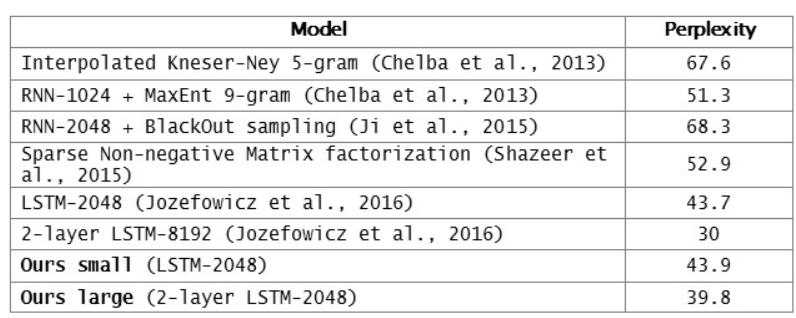 Model Perplexity
Interpolated Kneser-Ney 5-gram (Chelba et al., 2013) 67.6
RNN-1024 + MaxEnt 9-gram (Chelba et al., 2013) 51.3
RNN-2048 + BlackOut sampling (Ji et al., 2015) 68.3
Sparse Non-negative Matrix factorization (Shazeer et
al., 2015) 52.9
LSTM-2048 (Jozefowicz et al., 2016) 43.7
2-layer LSTM-8192 (Jozefowicz et al., 2016) 30
Ours small (LSTM-2048) 43.9
Ours large (2-layer LSTM-2048) 39.8